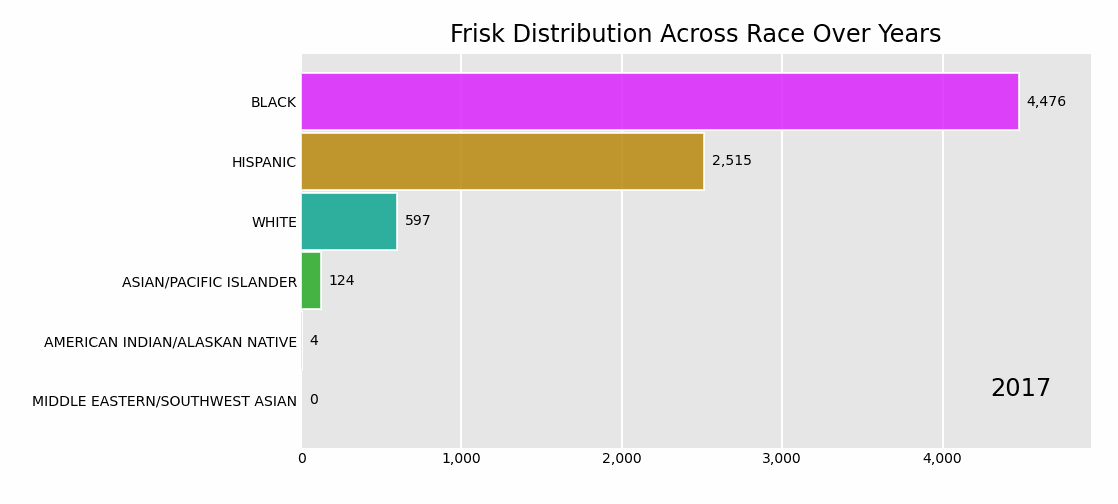 Frisk Distribution Across Race Over Years
BLACK 4,476
HISPANIC 2,515
WHITE 597
ASIAN/PACIFIC ISLANDER 124
AMERICAN INDIAN/ALASKAN NATIVE 4
MIDDLE EASTERN/SOUTHWEST ASIAN 0
2017
0 1,000 2,000 3,000 4,000